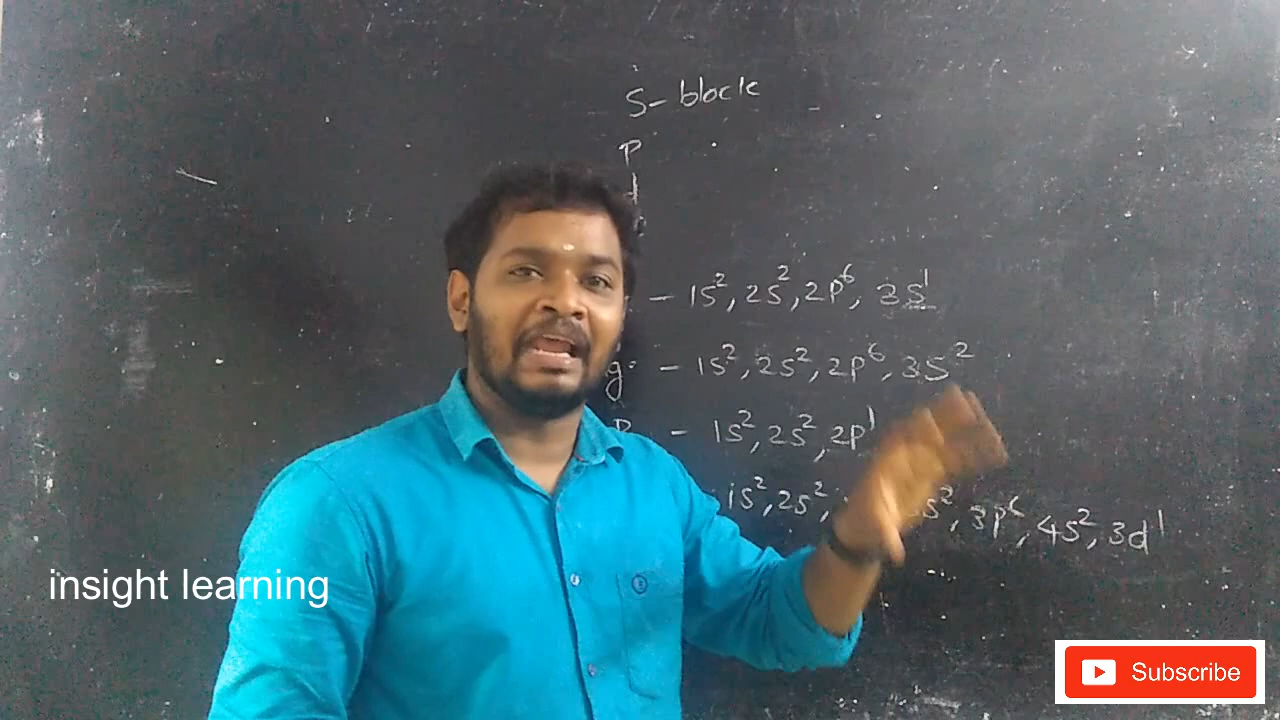 S- block
P
d
- 1s², 2s², 2p⁶, 3s¹
g - 1s², 2s², 2p⁶, 3s²
B - 1s², 2s², 2p¹
1s², 2s², s², 3p⁶, 4s², 3d¹
insight learning
Subscribe